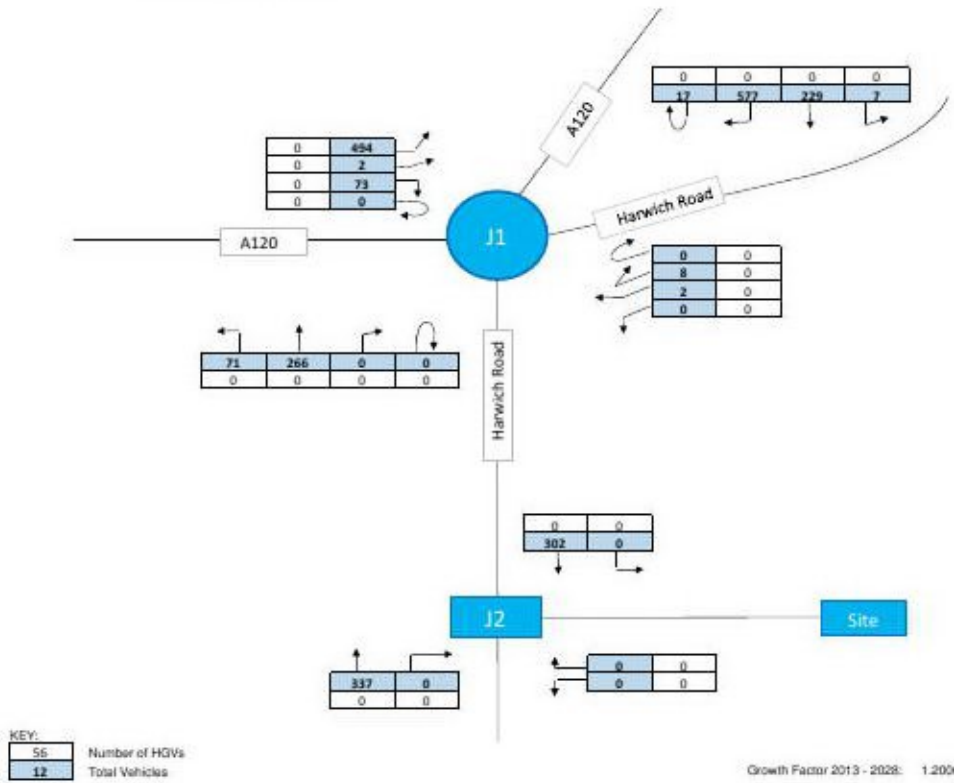 0 0 0 0
17 577 229 7
A120
0 494
0 2
0 73
0 0
Harwich Road
J1
A120
0 0
8 0
2 0
0 0
71 266 0 0
0 0 0 0
Harwich Road
0 0
302 0
J2
Site
337 0
0 0
0 0
0 0
KEY:
56 Number of HGVs
12 Total Vehicles
Growth Factor 2013 - 2028: